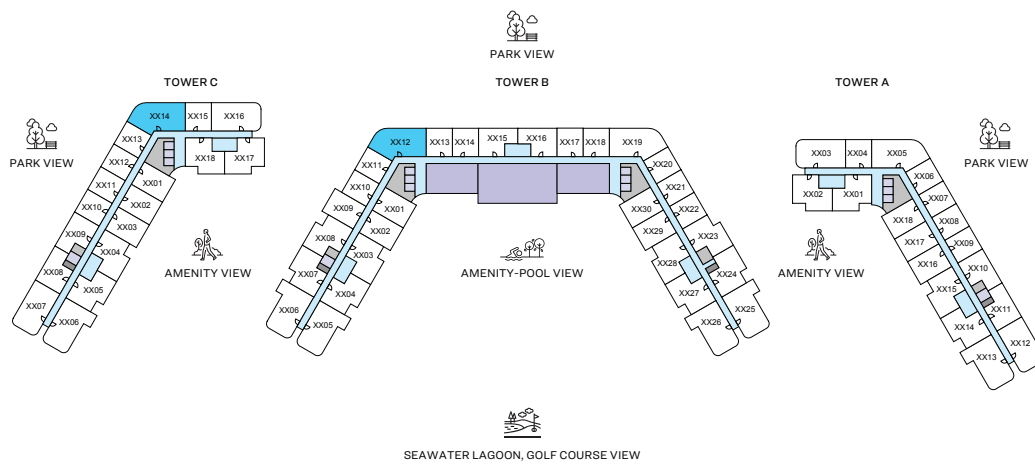 PARK VIEW
TOWER C
TOWER B
TOWER A
PARK VIEW
PARK VIEW
XX14
XX15
XX16
XX13
XX12
XX11
XX10
XX09
XX08
XX07
XX06
XX05
XX04
XX03
XX02
XX01
XX18
XX17
AMENITY VIEW
XX12
XX13
XX14
XX15
XX16
XX17
XX18
XX19
XX11
XX10
XX09
XX08
XX07
XX06
XX05
XX04
XX03
XX02
XX01
XX20
XX21
XX22
XX23
XX24
XX25
XX26
XX27
XX28
XX29
XX30
AMENITY-POOL VIEW
XX03
XX04
XX05
XX02
XX01
XX06
XX07
XX08
XX09
XX10
XX11
XX12
XX13
XX14
XX15
XX16
XX17
XX18
AMENITY VIEW
SEAWATER LAGOON, GOLF COURSE VIEW